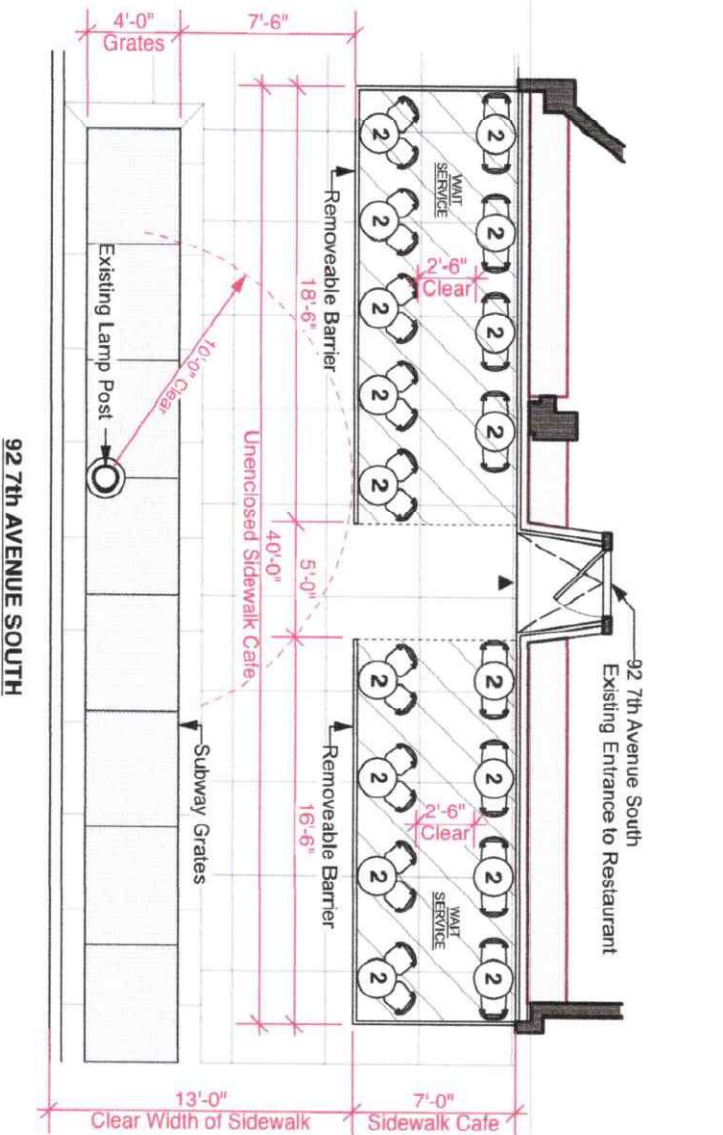 4'-0"
Grates
7'-6"
2
2
2
2
2
2
2
2
2
WAIT
SERVICE
2'-6"
Clear
Removeable Barrier
18'-6"
Existing Lamp Post
10'-0" Clear
Unenclosed Sidewalk Cafe
40'-0"
5'-0"
92 7th Avenue South
Existing Entrance to Restaurant
92 7th AVENUE SOUTH
Subway Grates
Removeable Barrier
16'-6"
2
2
2
2
2
2
2
2
2'-6"
Clear
WAIT
SERVICE
13'-0"
Clear Width of Sidewalk
7'-0"
Sidewalk Cafe